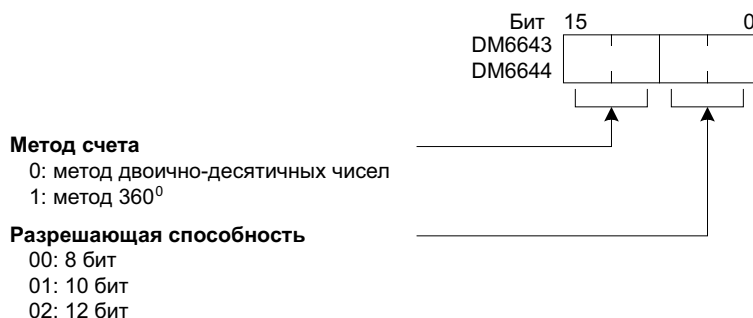 Бит 15 0
DM6643
DM6644
Метод счета
0: метод двоично-десятичных чисел
1: метод 360⁰
Разрешающая способность
00: 8 бит
01: 10 бит
02: 12 бит